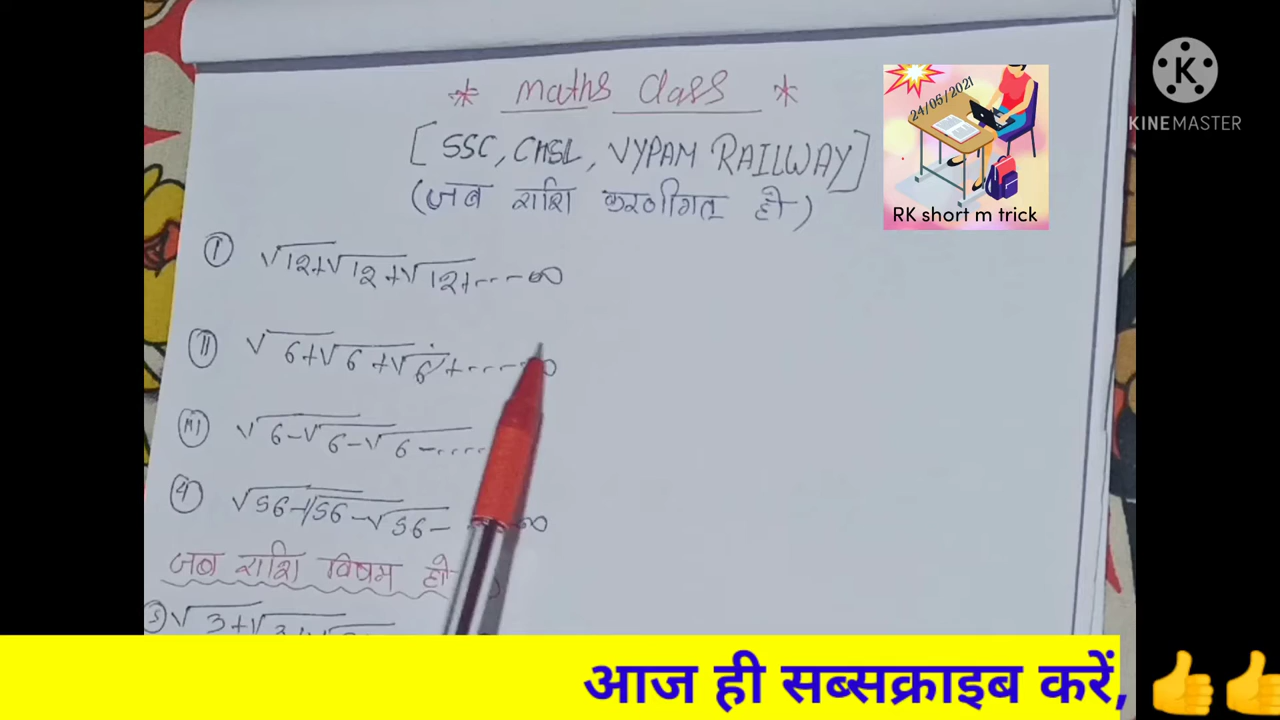 * maths class *
[SSC, CHSL, VYPAM RAILWAY]
(जब राशि करणीगत हो)
24/05/2021
RK short m trick
KINEMASTER
I √12+√12+√12+---∞
II √6+√6+√6+-----∞
III √6-√6-√6-.....
4 √56-√56-√56- ∞
जब राशि विषम हो
√3+√3+√
आज ही सब्सक्राइब करें, 👍👍